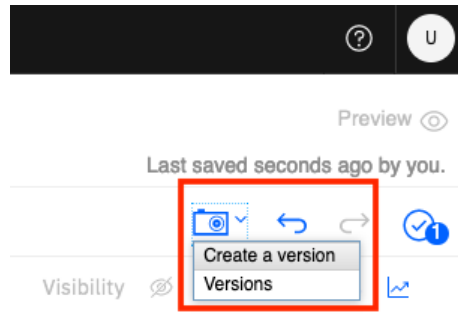 U
Preview
Last saved seconds ago by you.
1
Create a version
Versions
Visibility